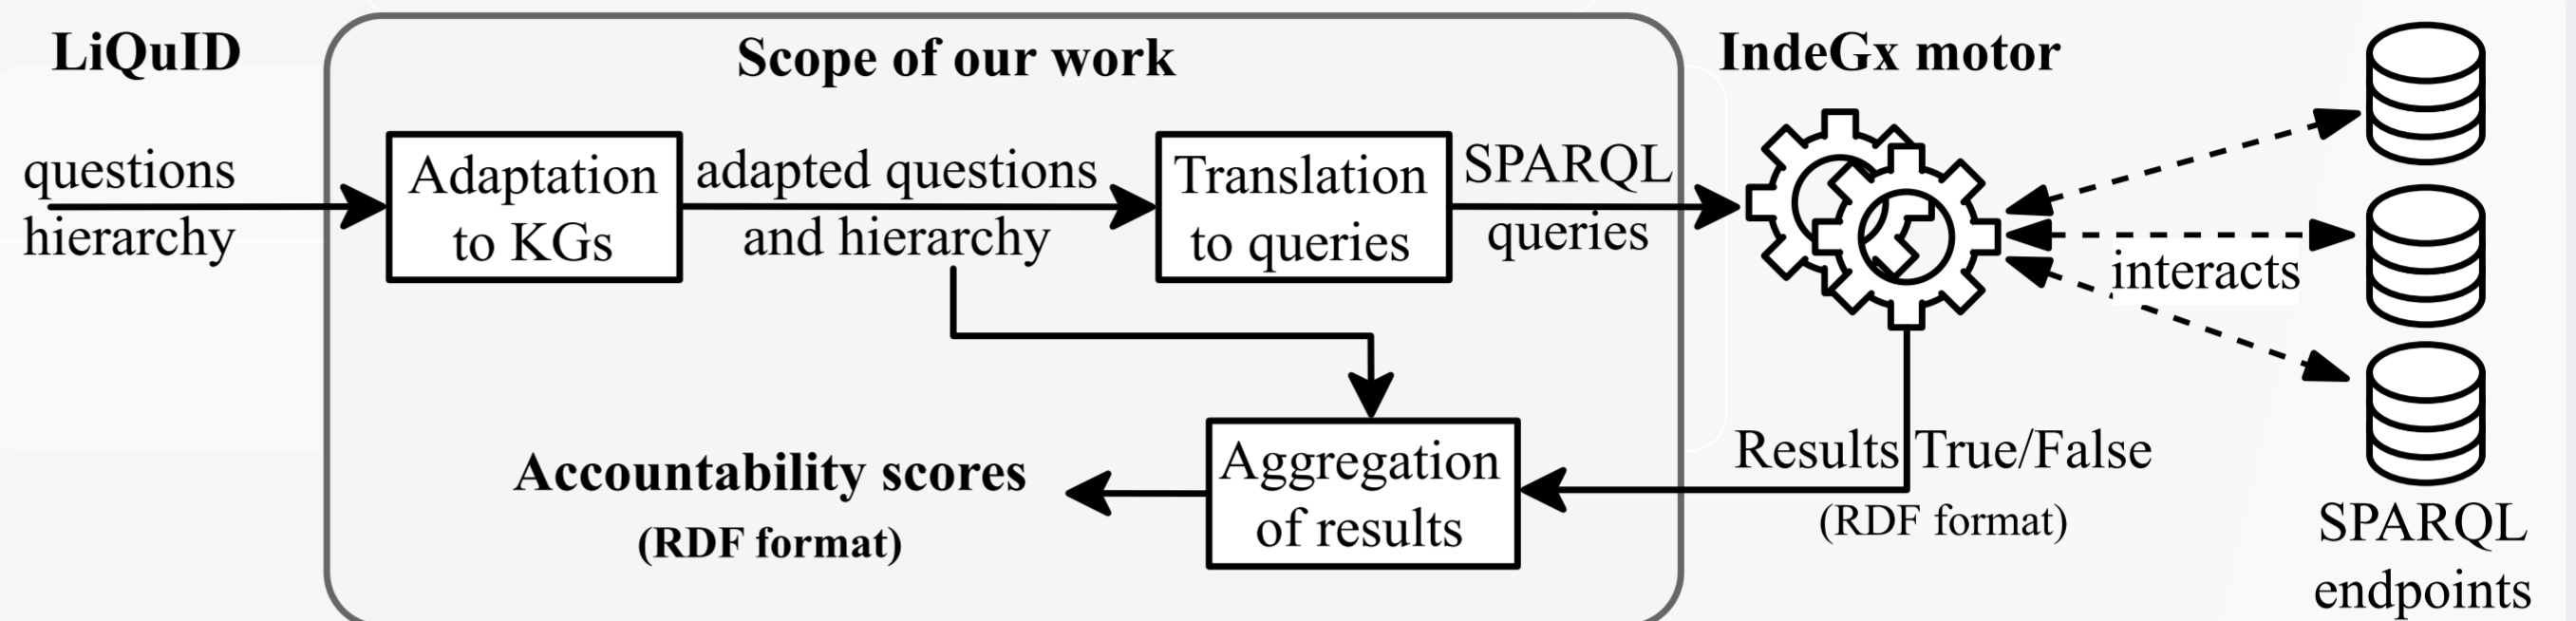 LiQuID
Scope of our work
IndeGx motor
questions
hierarchy
Adaptation
to KGs
adapted questions
and hierarchy
Translation
to queries
SPARQL
queries
interacts
Results True/False
(RDF format)
SPARQL
endpoints
Aggregation
of results
Accountability scores
(RDF format)